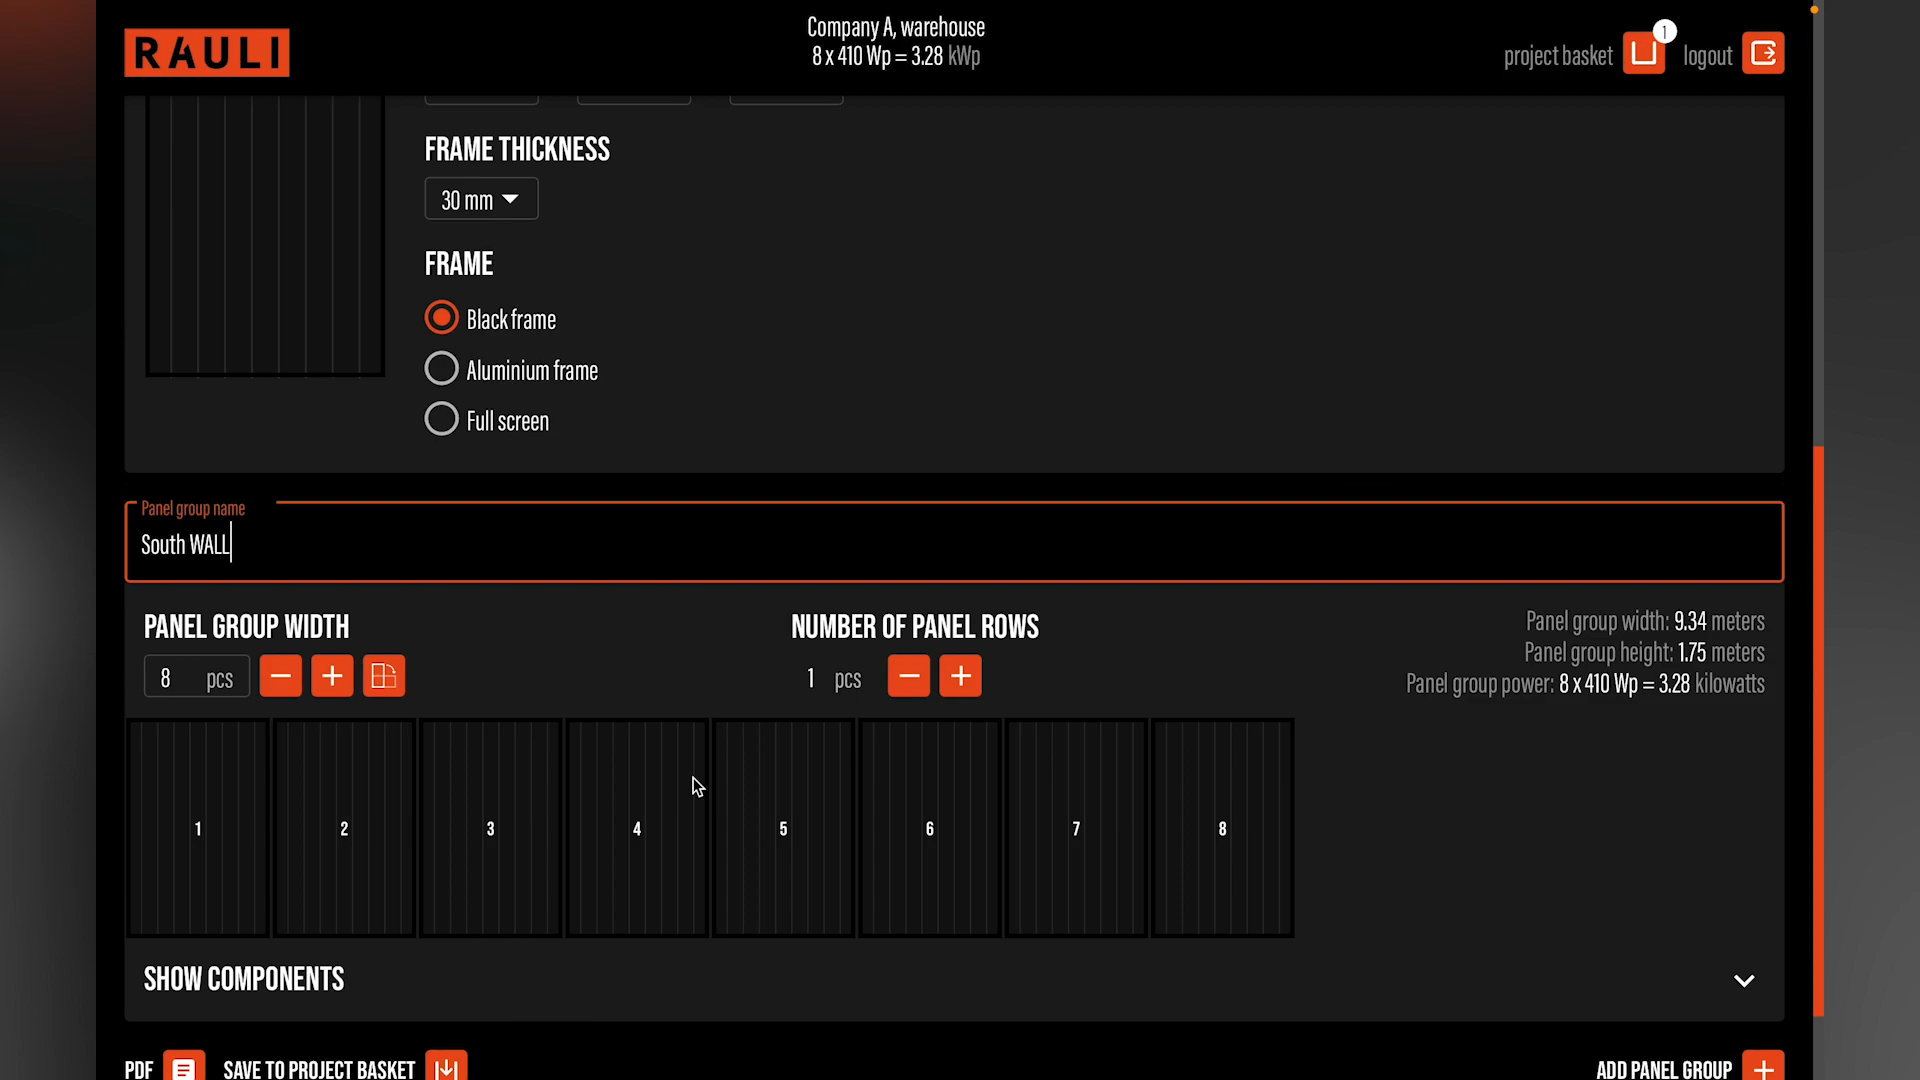 RAULI
Company A, warehouse
8 x 410 Wp = 3.28 kWp
project basket
1
logout
FRAME THICKNESS
30 mm
FRAME
Black frame
Aluminium frame
Full screen
Panel group name
South WALL
PANEL GROUP WIDTH
8 pcs
NUMBER OF PANEL ROWS
1 pcs
Panel group width: 9.34 meters
Panel group height: 1.75 meters
Panel group power: 8 x 410 Wp = 3.28 kilowatts
1 2 3 4 5 6 7 8
SHOW COMPONENTS
PDF
SAVE TO PROJECT BASKET
ADD PANEL GROUP